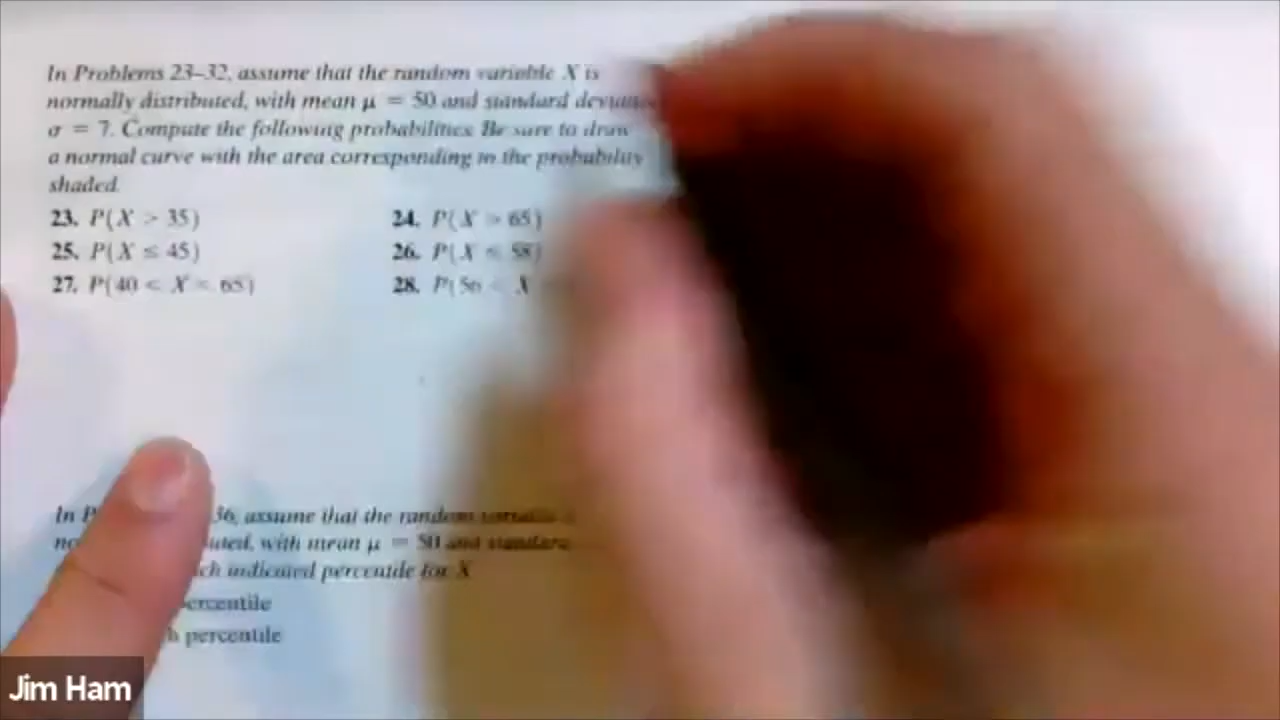 In Problems 23–32, assume that the random variable X is
normally distributed, with mean μ = 50 and standard
σ = 7. Compute the following probabilities. Be sure to draw
a normal curve with the area corresponding to the probability
shaded.
23. P(X > 35)
24. P(X > 65)
25. P(X ≤ 45)
26. P(X 58)
27. P(40 < X < 65)
28. P(56 < X
In 36, assume that the random
with mean μ = 50 and
indicated percentile for X
percentile
percentile
Jim Ham